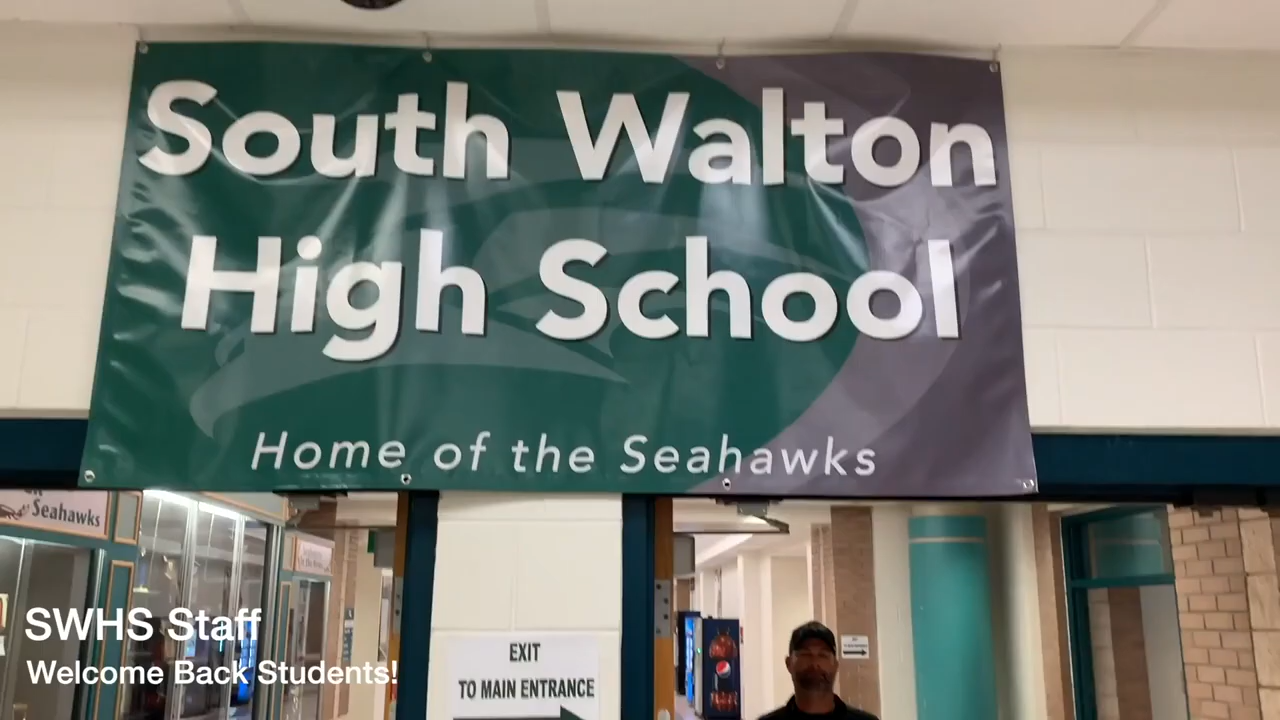 South Walton
High School
Home of the Seahawks
Seahawks
SWHS Staff
Welcome Back Students!
EXIT
TO MAIN ENTRANCE